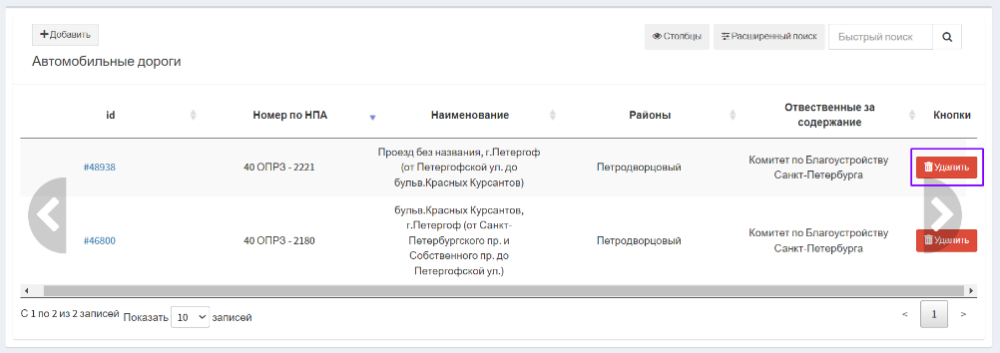 Добавить
Столбцы
Расширенный поиск
Быстрый поиск
Автомобильные дороги
id
Номер по НПА
Наименование
Районы
Отвественные за
содержание
Кнопки
#48938
40 ОПРЗ - 2221
Проезд без названия, г.Петергоф
(от Петергофской ул. до
бульв.Красных Курсантов)
Петродворцовый
Комитет по Благоустройству
Санкт-Петербурга
Удалить
#46800
40 ОПРЗ - 2180
бульв.Красных Курсантов,
г.Петергоф (от Санкт-
Петербургского пр. и
Собственного пр. до
Петергофской ул.)
Петродворцовый
Комитет по Благоустройству
Санкт-Петербурга
Удалить
С 1 по 2 из 2 записей
Показать 10 записей
< 1 >